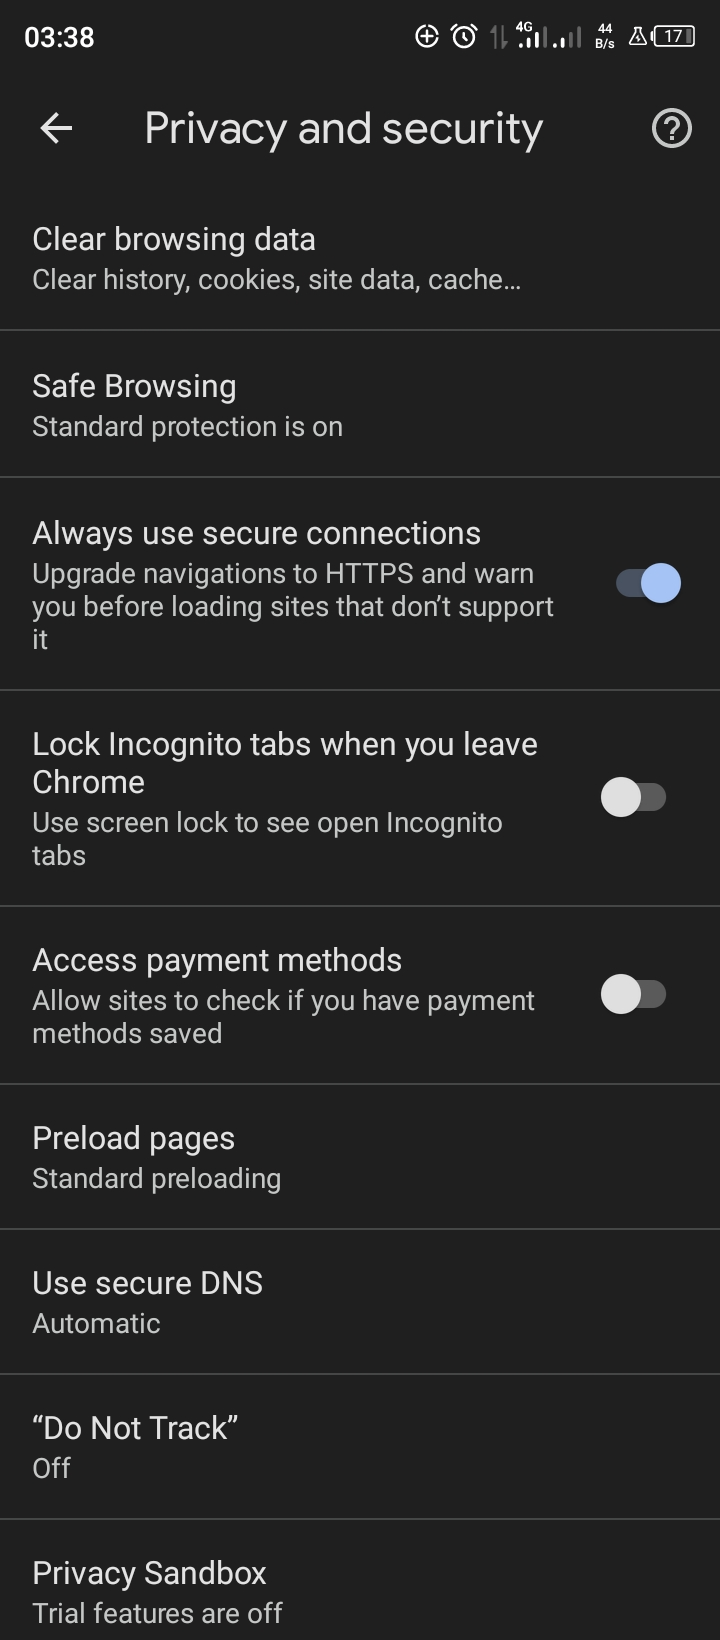 03:38
4G
44
B/s
17
Privacy and security
Clear browsing data
Clear history, cookies, site data, cache…
Safe Browsing
Standard protection is on
Always use secure connections
Upgrade navigations to HTTPS and warn
you before loading sites that don’t support
it
Lock Incognito tabs when you leave
Chrome
Use screen lock to see open Incognito
tabs
Access payment methods
Allow sites to check if you have payment
methods saved
Preload pages
Standard preloading
Use secure DNS
Automatic
“Do Not Track”
Off
Privacy Sandbox
Trial features are off